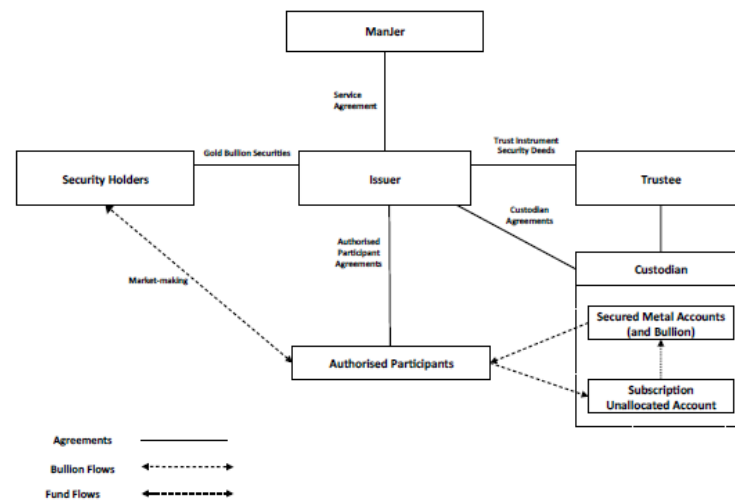 ManJer
Service
Agreement
Trust Instrument
Security Deeds
Gold Bullion Securities
Security Holders
Issuer
Trustee
Custodian
Agreements
Authorised
Participant
Agreements
Custodian
Market-making
Secured Metal Accounts
(and Bullion)
Authorised Participants
Subscription
Unallocated Account
Agreements
Bullion Flows
Fund Flows